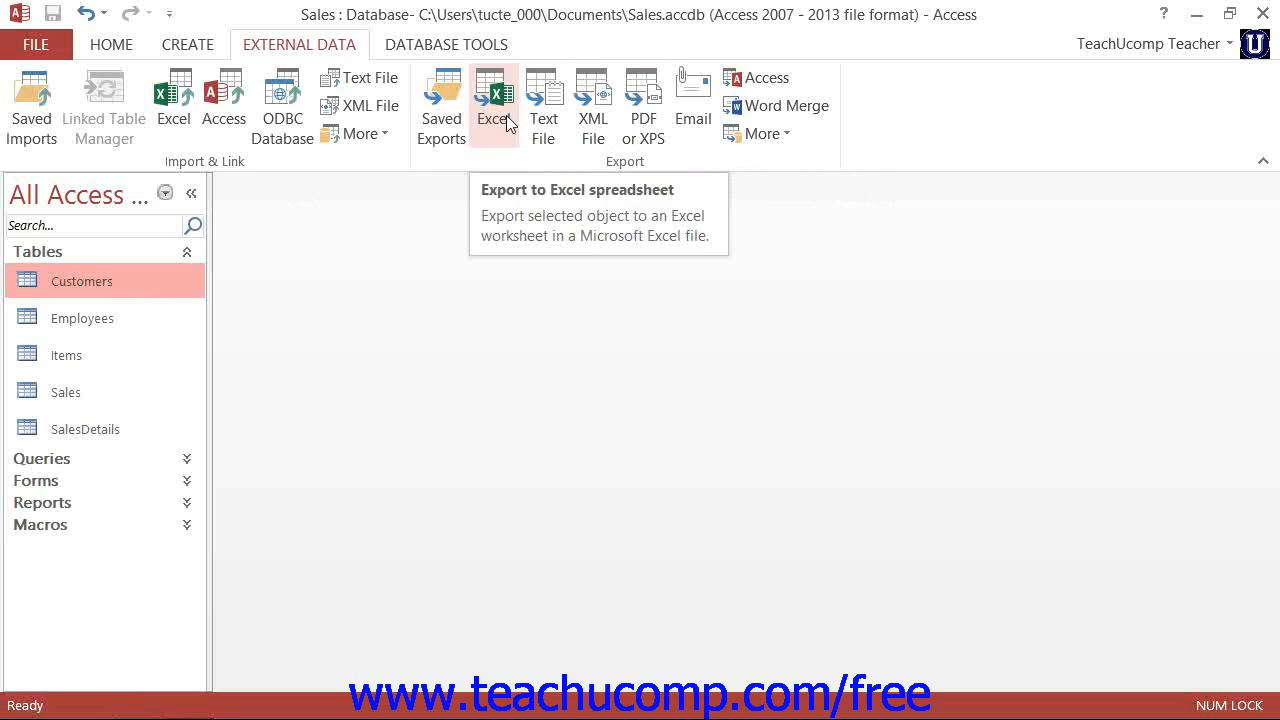 Sales : Database- C:\Users\tucte_000\Documents\Sales.accdb (Access 2007 - 2013 file format) - Access
?
FILE HOME CREATE EXTERNAL DATA DATABASE TOOLS TeachUcomp Teacher U
Saved Imports
Linked Table Manager
Excel
Access
ODBC Database
Text File
XML File
More
Import & Link
Saved Exports
Excel
Text File
XML File
PDF or XPS
Email
Access
Word Merge
More
Export
Export to Excel spreadsheet
Export selected object to an Excel
worksheet in a Microsoft Excel file.
All Access ...
Search...
Tables
Customers
Employees
Items
Sales
SalesDetails
Queries
Forms
Reports
Macros
www.teachucomp.com/free
Ready NUM LOCK